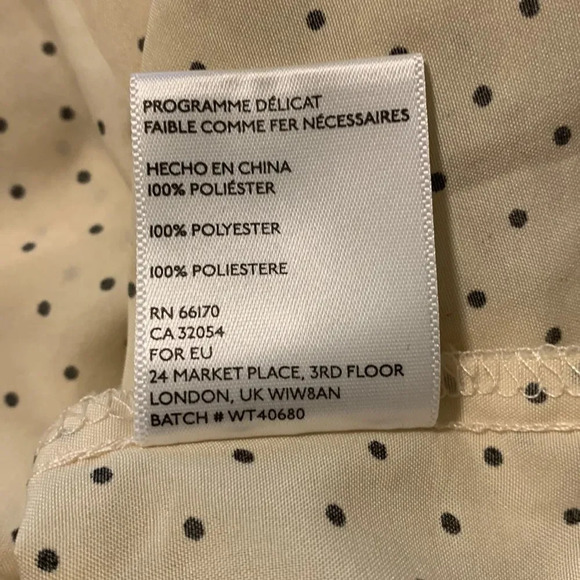 PROGRAMME DÉLICAT
FAIBLE COMME FER NÉCESSAIRES
HECHO EN CHINA
100% POLIÉSTER
100% POLYESTER
100% POLIESTERE
RN 66170
CA 32054
FOR EU
24 MARKET PLACE, 3RD FLOOR
LONDON, UK W1W8AN
BATCH # WT40680